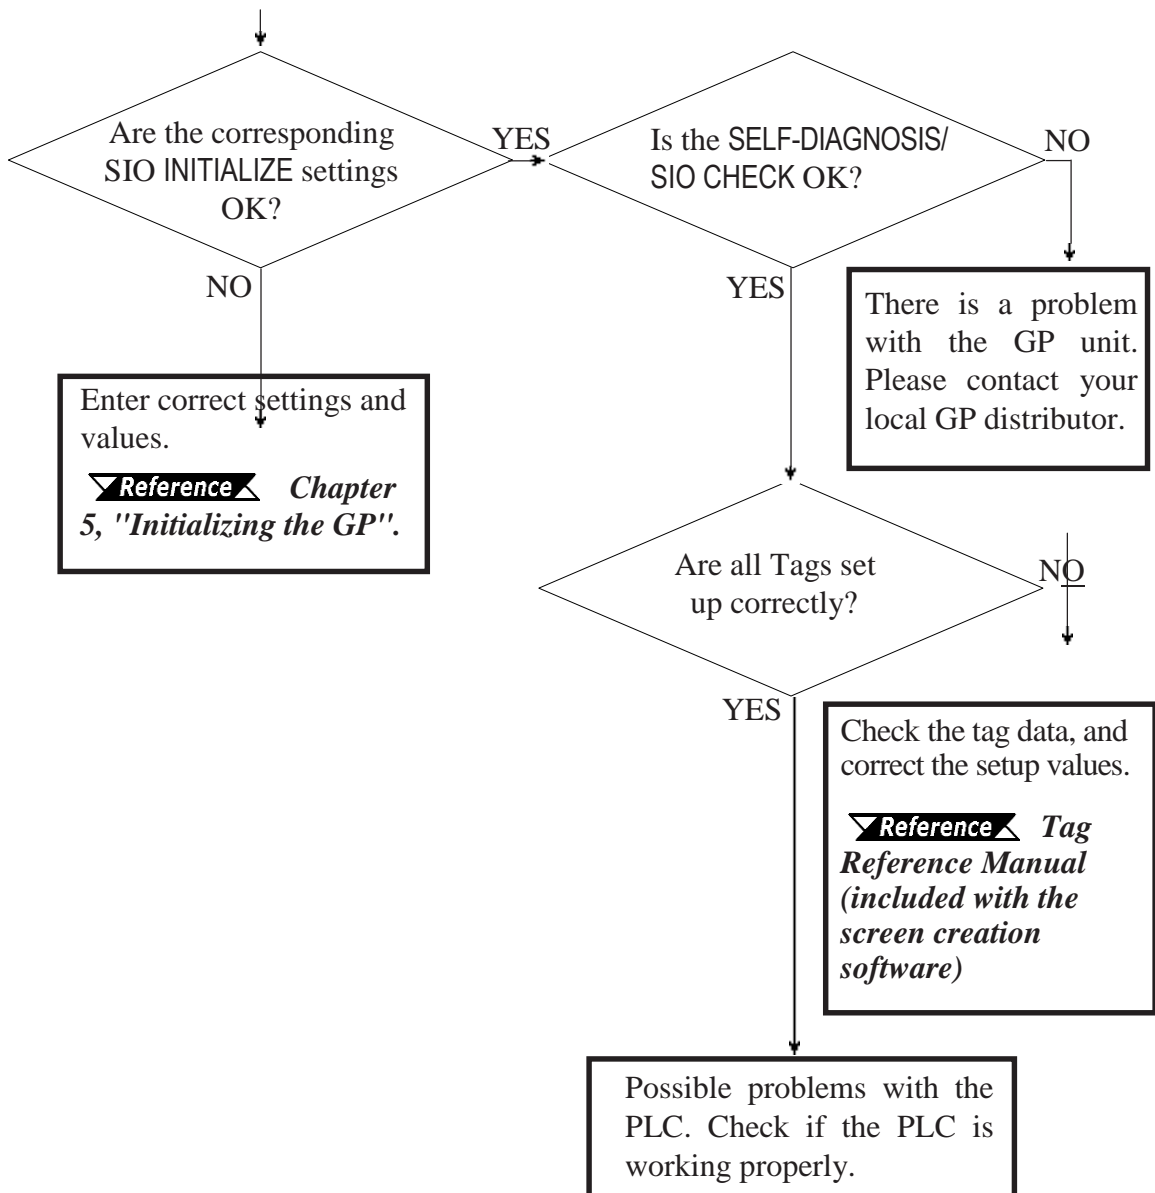 Are the corresponding
SIO INITIALIZE settings
OK?
YES
Is the SELF-DIAGNOSIS/
SIO CHECK OK?
NO
NO
YES
There is a problem
with the GP unit.
Please contact your
local GP distributor.
Enter correct settings and
values.
Reference Chapter
5, "Initializing the GP".
Are all Tags set
up correctly?
NO
YES
Check the tag data, and
correct the setup values.
Reference Tag
Reference Manual
(included with the
screen creation
software)
Possible problems with the
PLC. Check if the PLC is
working properly.